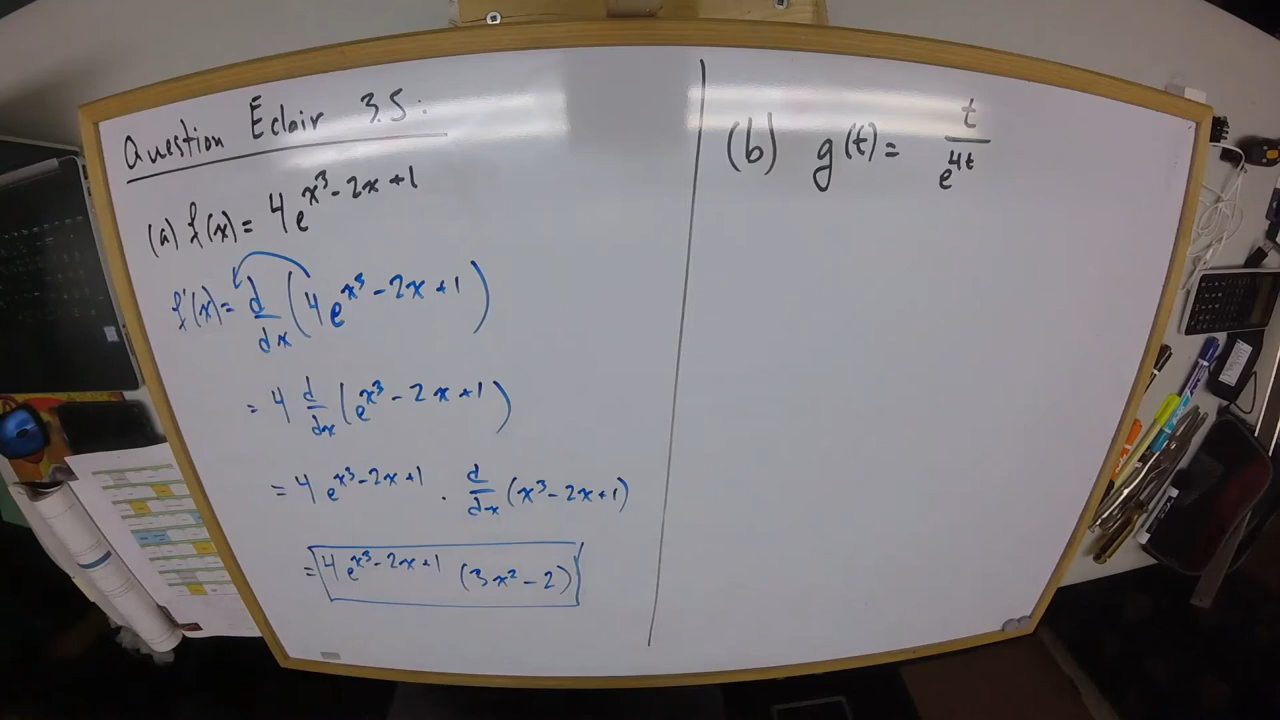 Question Eclair 3.5:
(a) f(x) = 4e^{x³ - 2x + 1}
f'(x) = d/dx (4e^{x³ - 2x + 1})
= 4 d/dx (e^{x³ - 2x + 1})
= 4e^{x³ - 2x + 1} · d/dx (x³ - 2x + 1)
= 4e^{x³ - 2x + 1} (3x² - 2)
(b) g(t) = t/e^{4t}